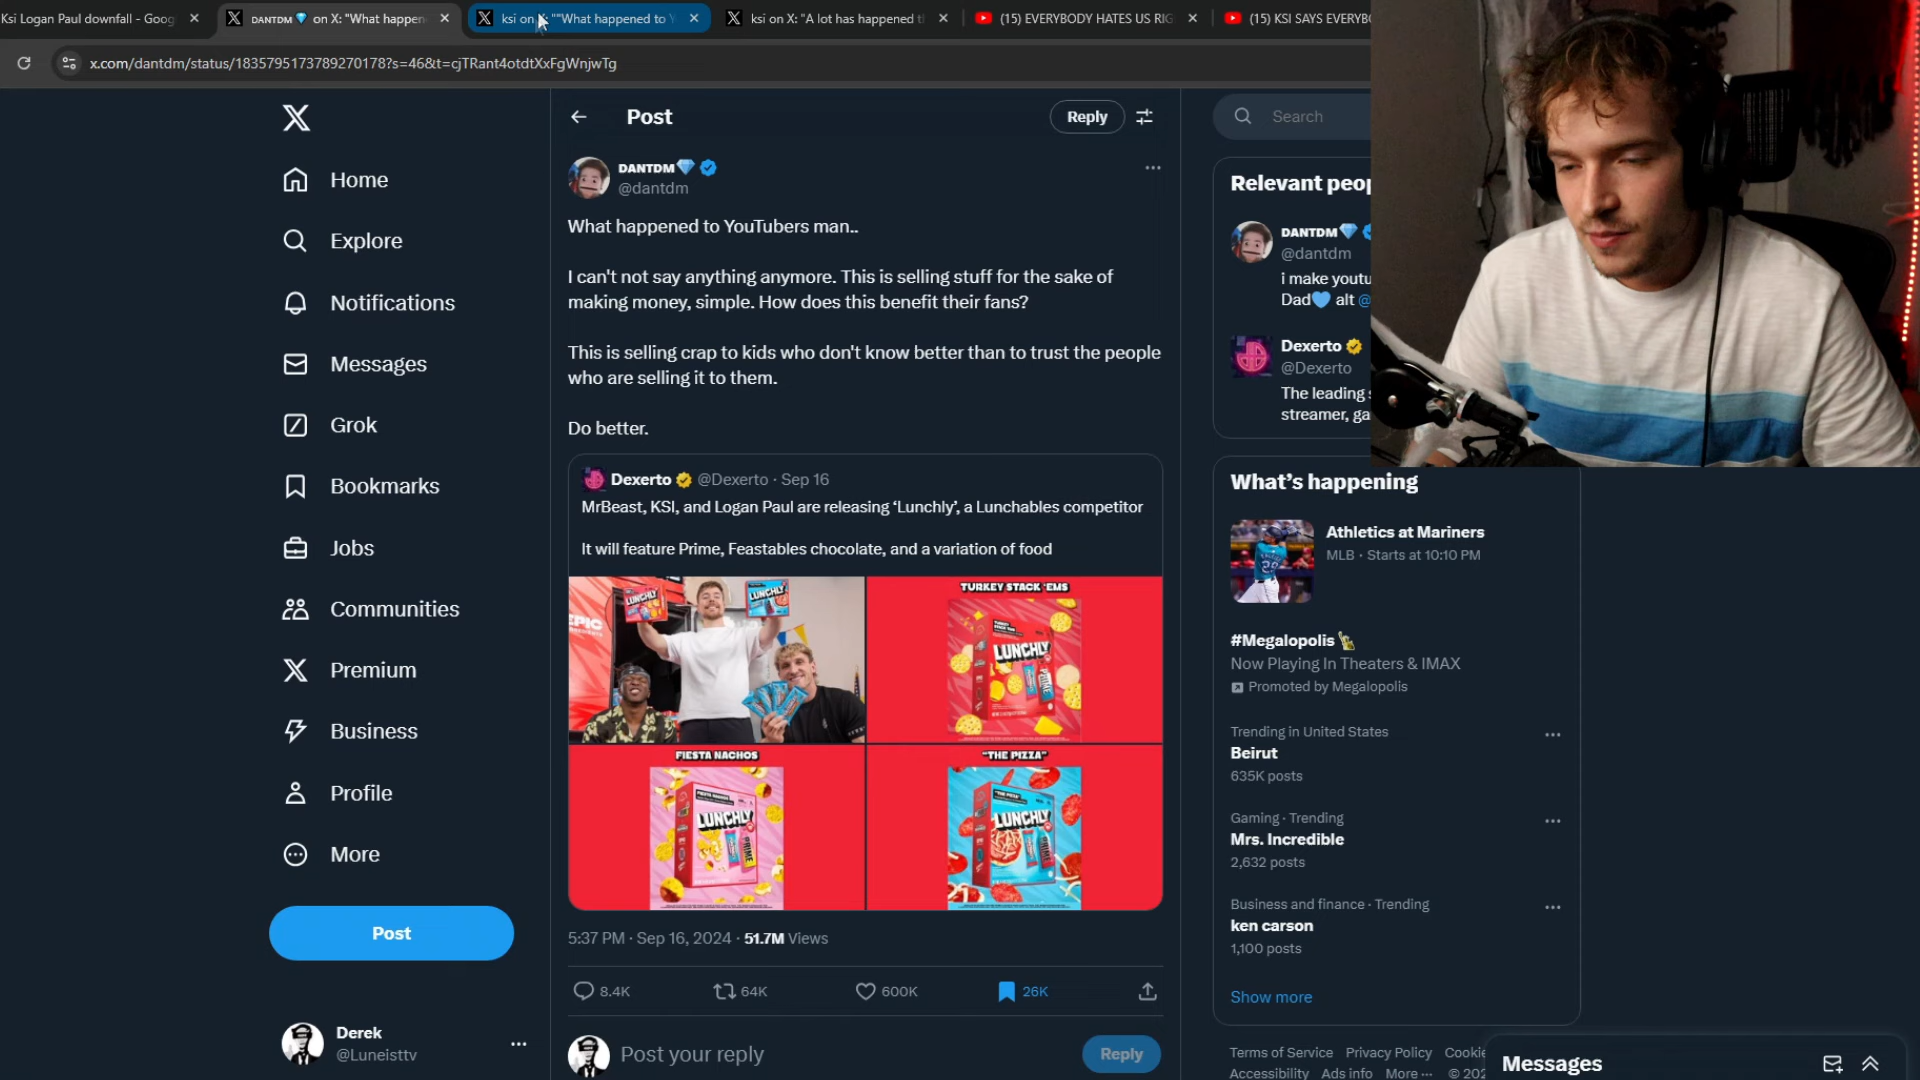 Ksi Logan Paul downfall - Goog
DANTDM💎 on X: "What happen
ksi on X: ""What happened to Y
ksi on X: "A lot has happened t
(15) EVERYBODY HATES US RIG
(15) KSI SAYS EVERYBO
x.com/dantdm/status/1835795173789270178?s=46&t=cjTRant4otdtXxFgWnjwTg
Home
Explore
Notifications
Messages
Grok
Bookmarks
Jobs
Communities
Premium
Business
Profile
More
Post
Derek
@Luneisttv
Post
Reply
DANTDM💎
@dantdm
What happened to YouTubers man..
I can't not say anything anymore. This is selling stuff for the sake of
making money, simple. How does this benefit their fans?
This is selling crap to kids who don't know better than to trust the people
who are selling it to them.
Do better.
Dexerto @Dexerto · Sep 16
MrBeast, KSI, and Logan Paul are releasing ‘Lunchly’, a Lunchables competitor
It will feature Prime, Feastables chocolate, and a variation of food
EPIC
LUNCHLY
LUNCHLY
TURKEY STACK 'EMS
LUNCHLY
PRIME
FIESTA NACHOS
LUNCHLY
PRIME
"THE PIZZA"
LUNCHLY
5:37 PM · Sep 16, 2024 · 51.7M Views
8.4K
64K
600K
26K
Post your reply
Reply
Search
Relevant peop
DANTDM💎
@dantdm
i make youtu
Dad💙 alt @
Dexerto
@Dexerto
The leading s
streamer, ga
What’s happening
Athletics at Mariners
MLB · Starts at 10:10 PM
#Megalopolis
Now Playing In Theaters & IMAX
Promoted by Megalopolis
Trending in United States
Beirut
635K posts
Gaming · Trending
Mrs. Incredible
2,632 posts
Business and finance · Trending
ken carson
1,100 posts
Show more
Terms of Service Privacy Policy Cookie
Accessibility Ads info More ··· © 202
Messages